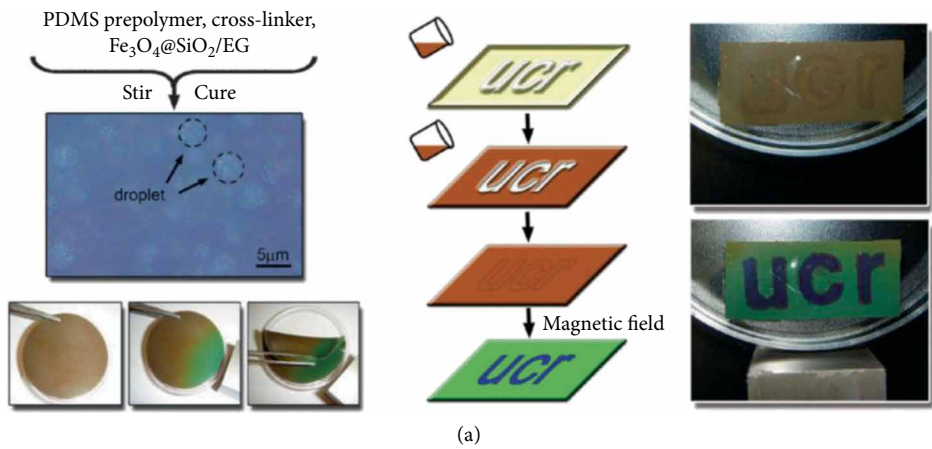 PDMS prepolymer, cross-linker,
Fe₃O₄@SiO₂/EG
Stir Cure
droplet
5μm
ucr
ucr
ucr
Magnetic field
ucr
ucr
ucr
(a)